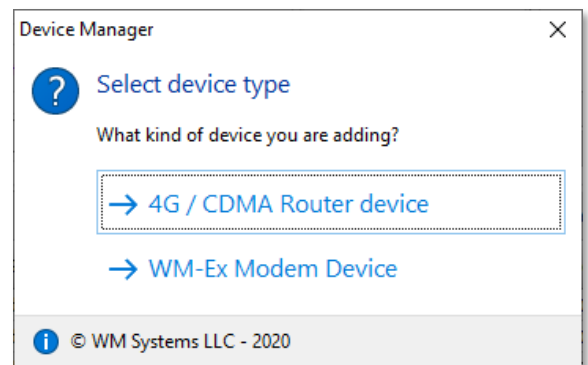 Device Manager
Select device type
What kind of device you are adding?
→ 4G / CDMA Router device
→ WM-Ex Modem Device
© WM Systems LLC - 2020